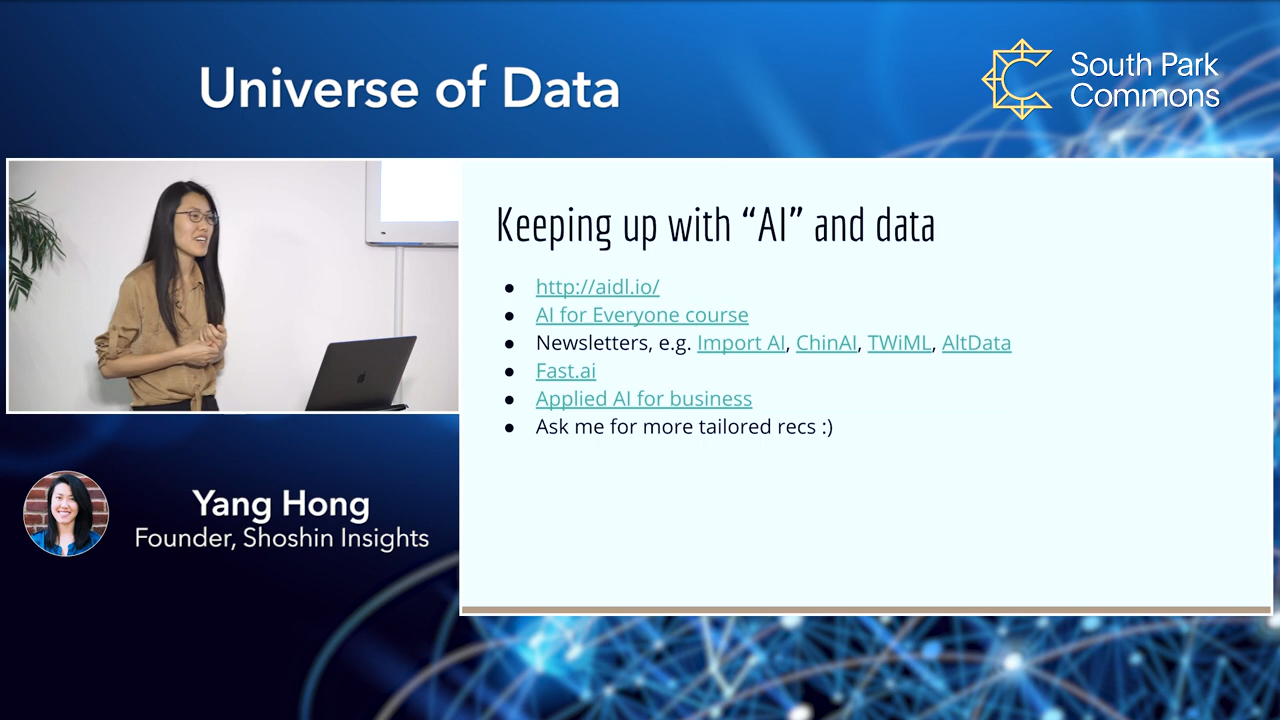 Universe of Data
South Park
Commons
Keeping up with “AI” and data
● http://aidl.io/
● AI for Everyone course
● Newsletters, e.g. Import AI, ChinAI, TWiML, AltData
● Fast.ai
● Applied AI for business
● Ask me for more tailored recs :)
Yang Hong
Founder, Shoshin Insights